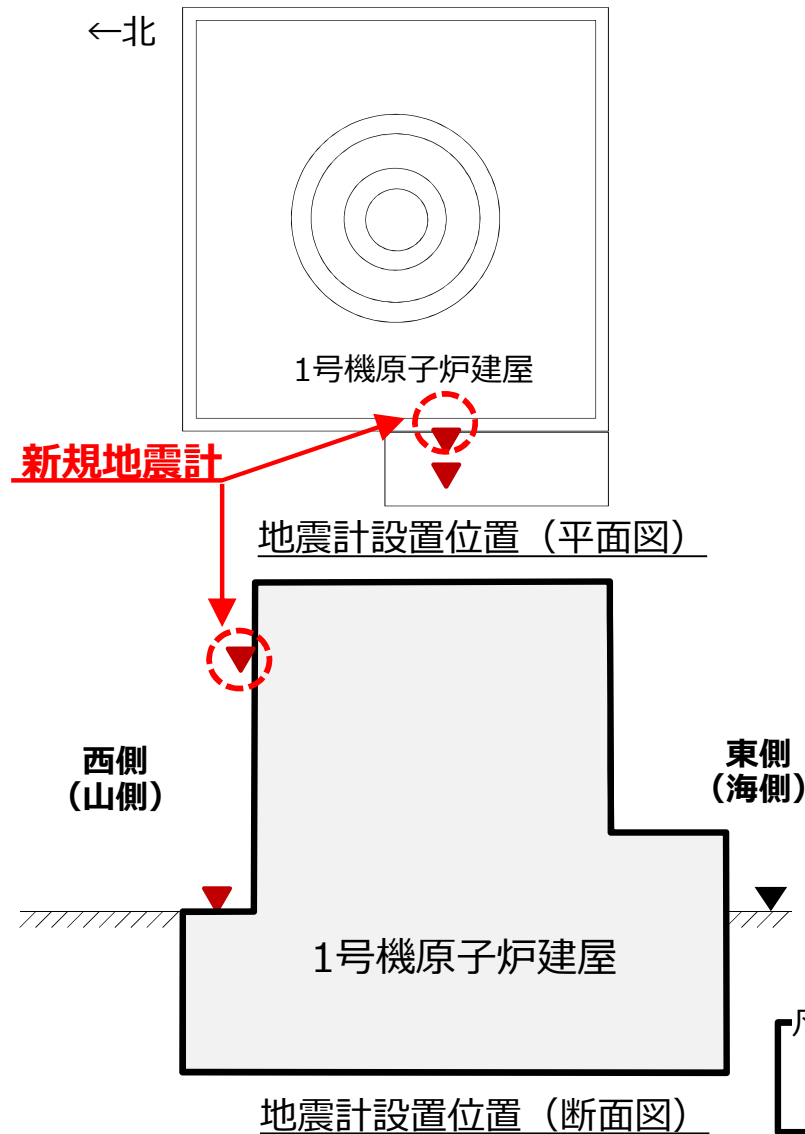 ←北
1号機原子炉建屋
新規地震計
地震計設置位置（平面図）
西側
（山側）
東側
（海側）
1号機原子炉建屋
地震計設置位置（断面図）